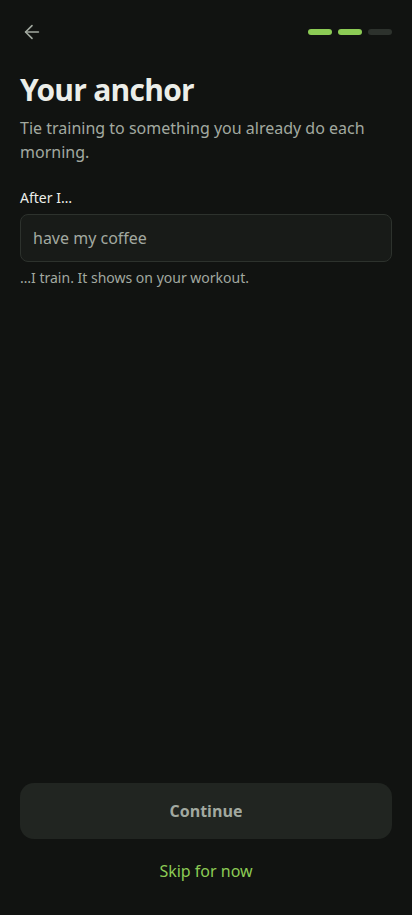 Your anchor
Tie training to something you already do each
morning.
After I...
have my coffee
...I train. It shows on your workout.
Continue
Skip for now